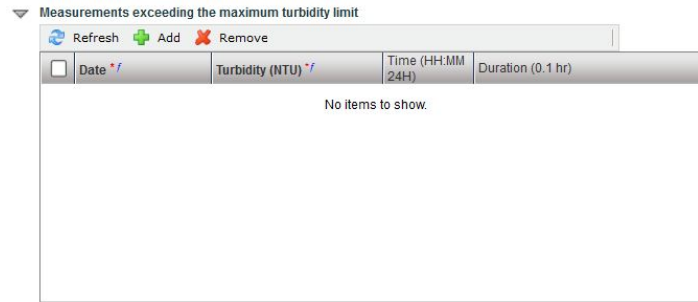 Measurements exceeding the maximum turbidity limit
Refresh Add Remove
Date *f Turbidity (NTU) *f Time (HH:MM 24H) Duration (0.1 hr)
No items to show.